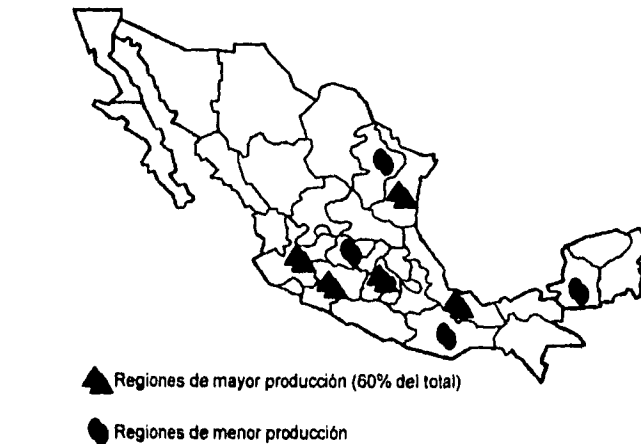 Regiones de mayor producción (60% del total)
Regiones de menor producción